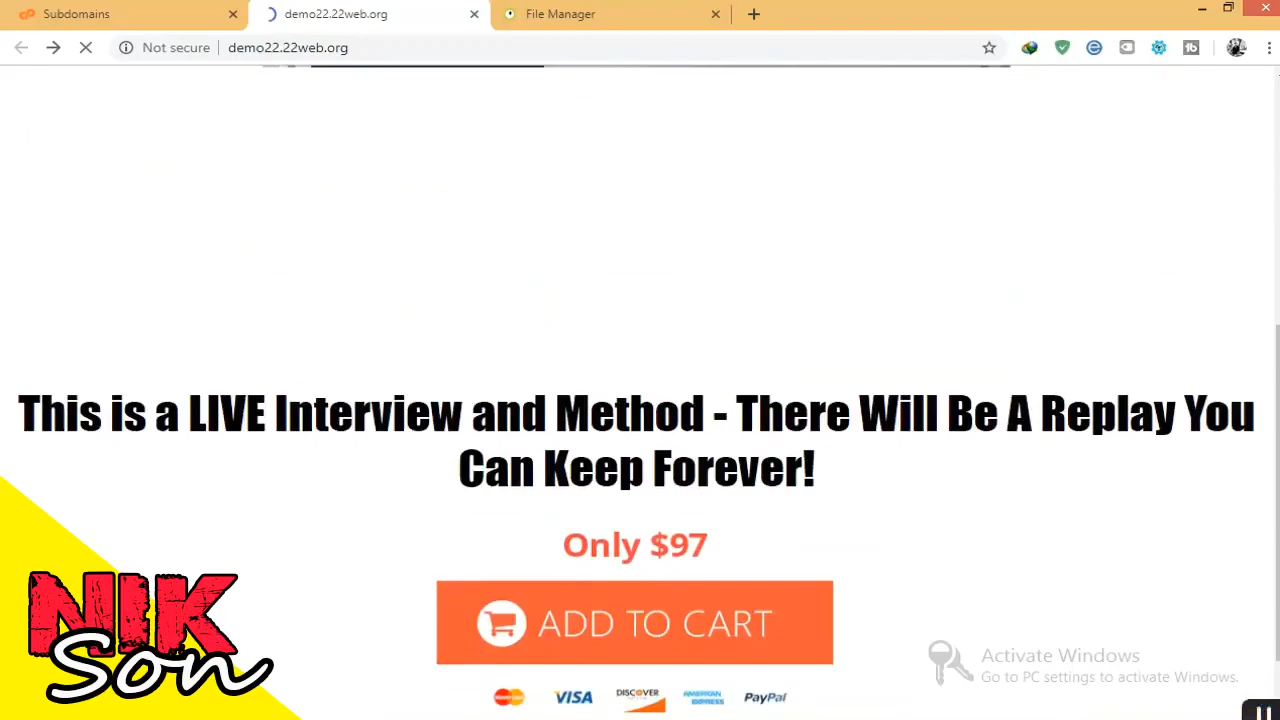 Subdomains
demo22.22web.org
File Manager
Not secure
demo22.22web.org
This is a LIVE Interview and Method - There Will Be A Replay You
Can Keep Forever!
Only $97
ADD TO CART
VISA
DISCOVER
AMERICAN
EXPRESS
PayPal
NIK
Son
Activate Windows
Go to PC settings to activate Windows.